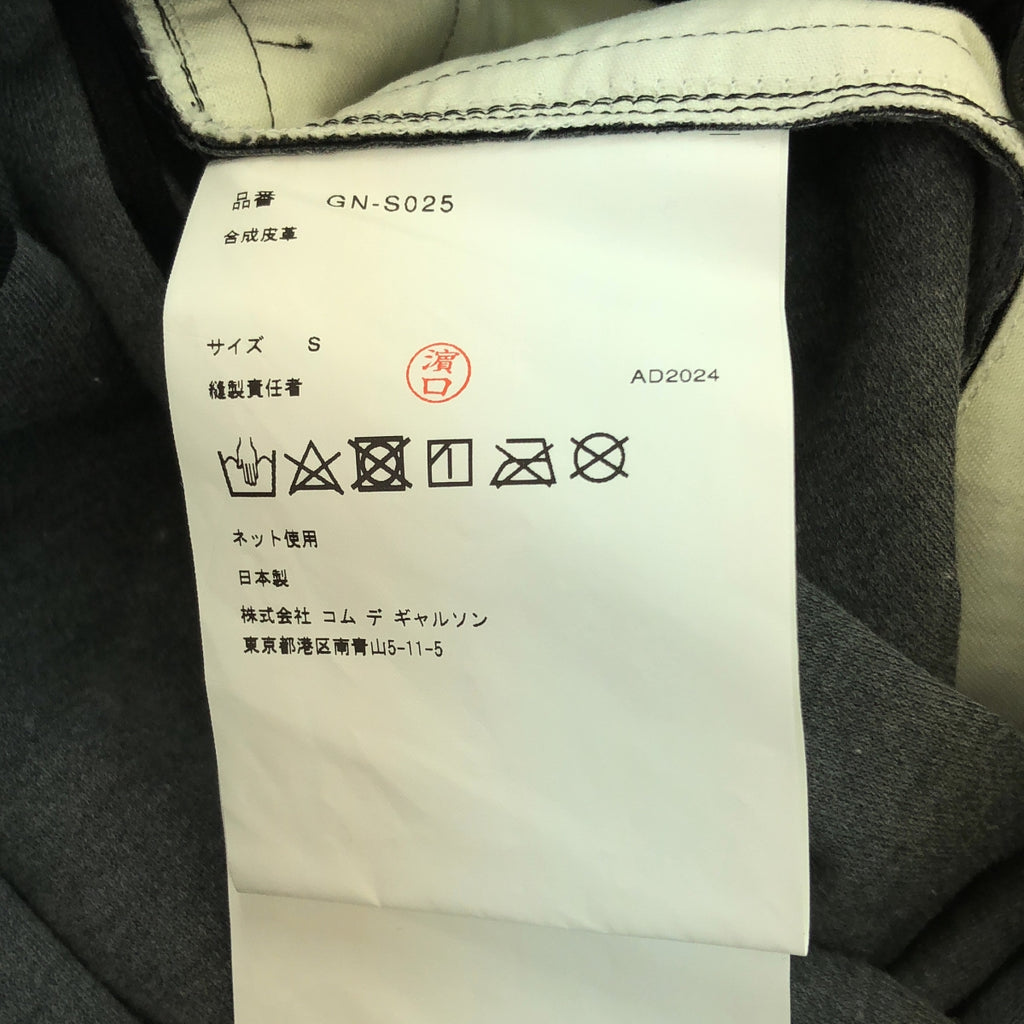 品番 GN-S025
合成皮革
サイズ S
縫製責任者 濵口 AD2024
ネット使用
日本製
株式会社 コム デ ギャルソン
東京都港区南青山5-11-5